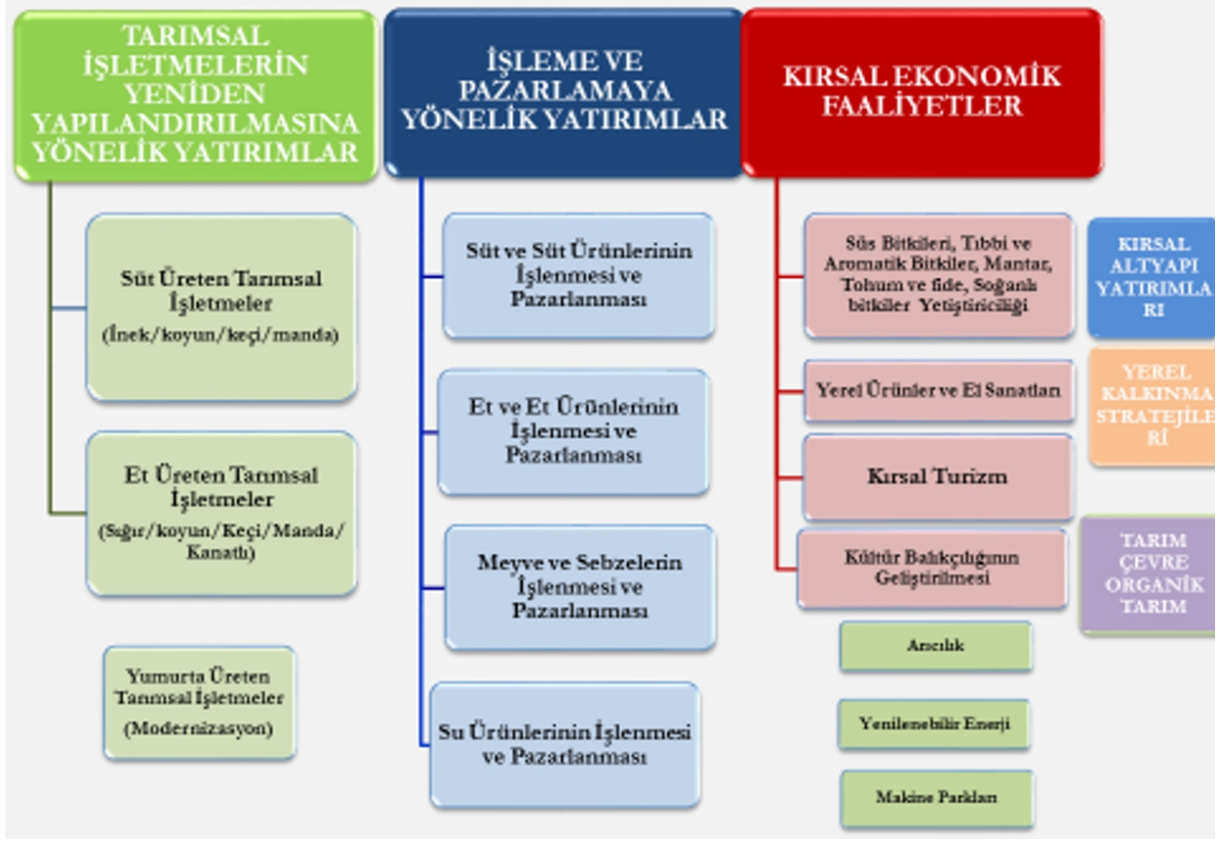 TARIMSAL
İŞLETMELERİN
YENİDEN
YAPILANDIRILMASINA
YÖNELİK YATIRIMLAR
Süt Üreten Tarımsal
İşletmeler
(İnek/koyun/keçi/manda)
Et Üreten Tarımsal
İşletmeler
(Sığır/koyun/Keçi/Manda/
Kanatlı)
Yumurta Üreten
Tarımsal İşletmeler
(Modernizasyon)
İŞLEME VE
PAZARLAMAYA
YÖNELİK YATIRIMLAR
Süt ve Süt Ürünlerinin
İşlenmesi ve
Pazarlanması
Et ve Et Ürünlerinin
İşlenmesi ve
Pazarlanması
Meyve ve Sebzelerin
İşlenmesi ve
Pazarlanması
Su Ürünlerinin İşlenmesi
ve Pazarlanması
KIRSAL EKONOMİK
FAALİYETLER
Süs Bitkileri, Tıbbi ve
Aromatik Bitkiler, Mantar,
Tohum ve fide, Soğanlı
bitkiler Yetiştiriciliği
Yerel Ürünler ve El Sanatları
Kırsal Turizm
Kültür Balıkçılığının
Geliştirilmesi
Arıcılık
Yenilenebilir Enerji
Makine Parkları
KIRSAL
ALTYAPI
YATIRIMLA
RI
YEREL
KALKINMA
STRATEJİLE
Rİ
TARIM
ÇEVRE
ORGANİK
TARIM